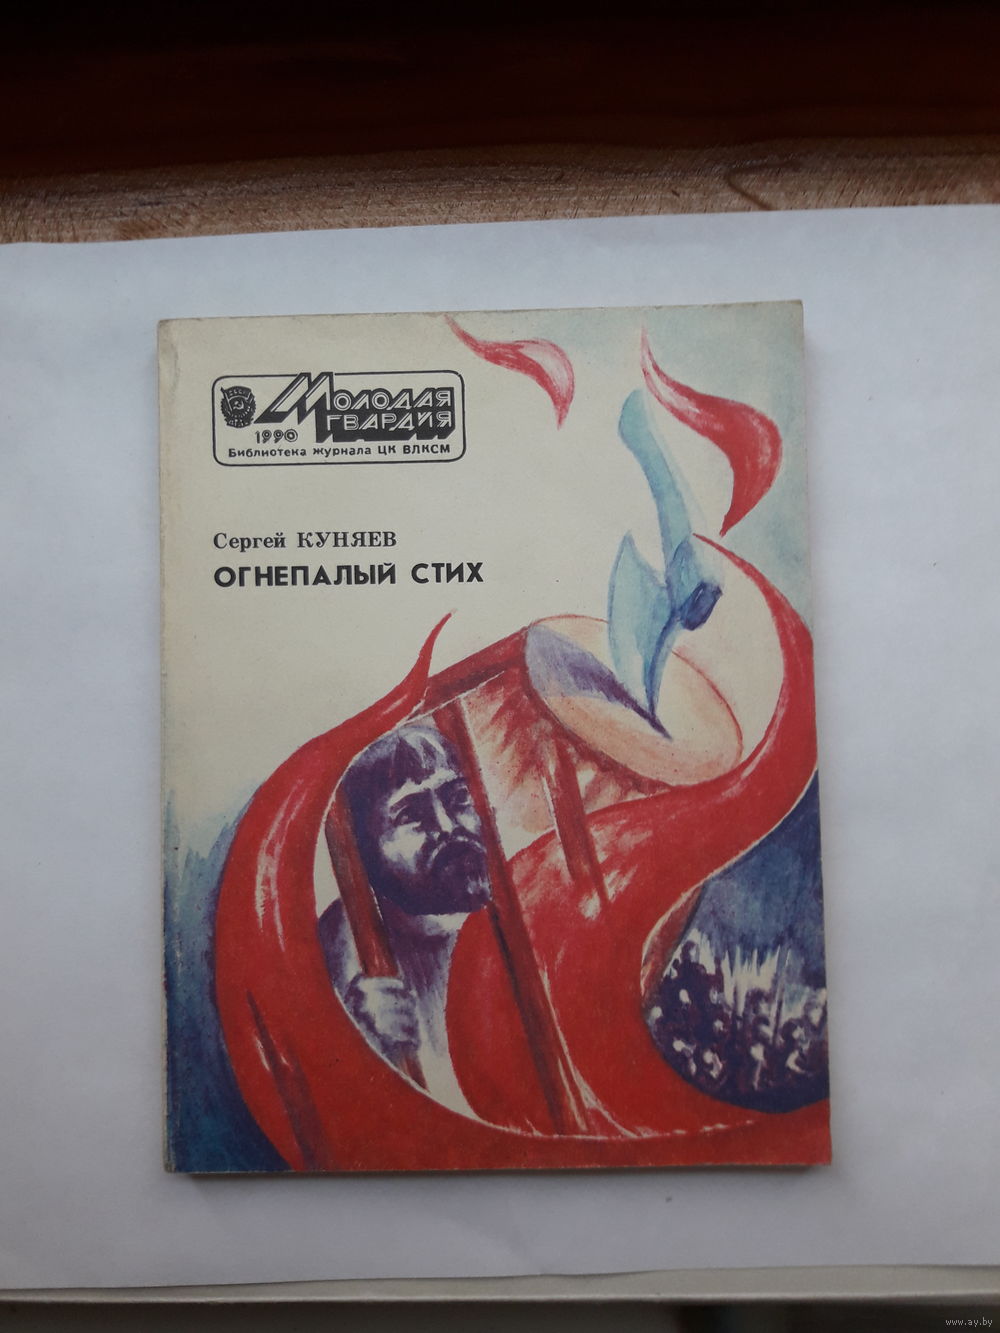 МОЛОДАЯ
ГВАРДИЯ
1990
Библиотека журнала ЦК ВЛКСМ
Сергей КУНЯЕВ
ОГНЕПАЛЫЙ СТИХ
www.ay.by